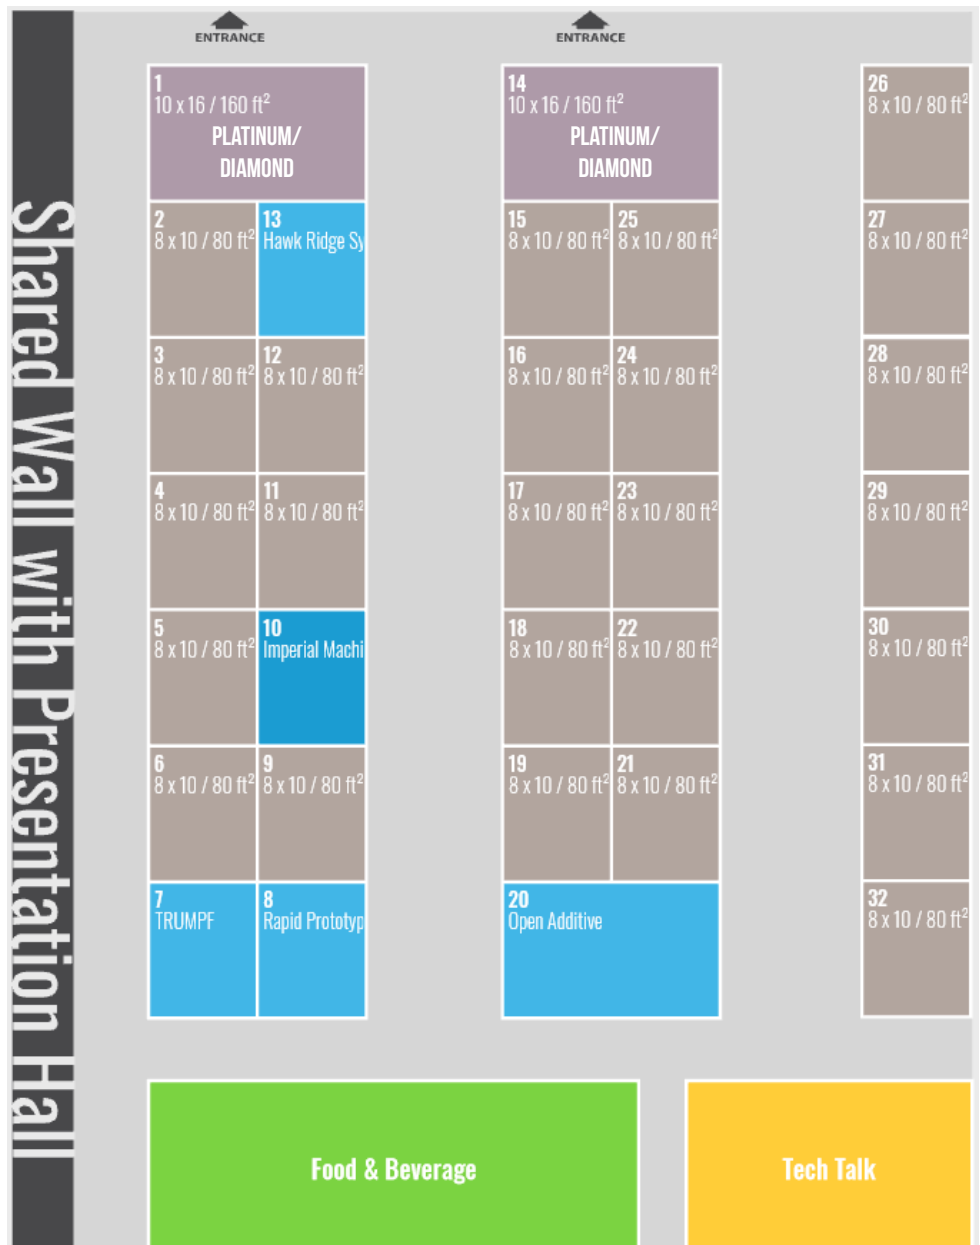 ENTRANCE
ENTRANCE
Shared Wall with Presentation Hall
1
10 x 16 / 160 ft²
PLATINUM/
DIAMOND
2
8 x 10 / 80 ft²
13
Hawk Ridge Sy
3
8 x 10 / 80 ft²
12
8 x 10 / 80 ft²
4
8 x 10 / 80 ft²
11
8 x 10 / 80 ft²
5
8 x 10 / 80 ft²
10
Imperial Machi
6
8 x 10 / 80 ft²
9
8 x 10 / 80 ft²
7
TRUMPF
8
Rapid Prototyp
14
10 x 16 / 160 ft²
PLATINUM/
DIAMOND
15
8 x 10 / 80 ft²
25
8 x 10 / 80 ft²
16
8 x 10 / 80 ft²
24
8 x 10 / 80 ft²
17
8 x 10 / 80 ft²
23
8 x 10 / 80 ft²
18
8 x 10 / 80 ft²
22
8 x 10 / 80 ft²
19
8 x 10 / 80 ft²
21
8 x 10 / 80 ft²
20
Open Additive
26
8 x 10 / 80 ft²
27
8 x 10 / 80 ft²
28
8 x 10 / 80 ft²
29
8 x 10 / 80 ft²
30
8 x 10 / 80 ft²
31
8 x 10 / 80 ft²
32
8 x 10 / 80 ft²
Food & Beverage
Tech Talk